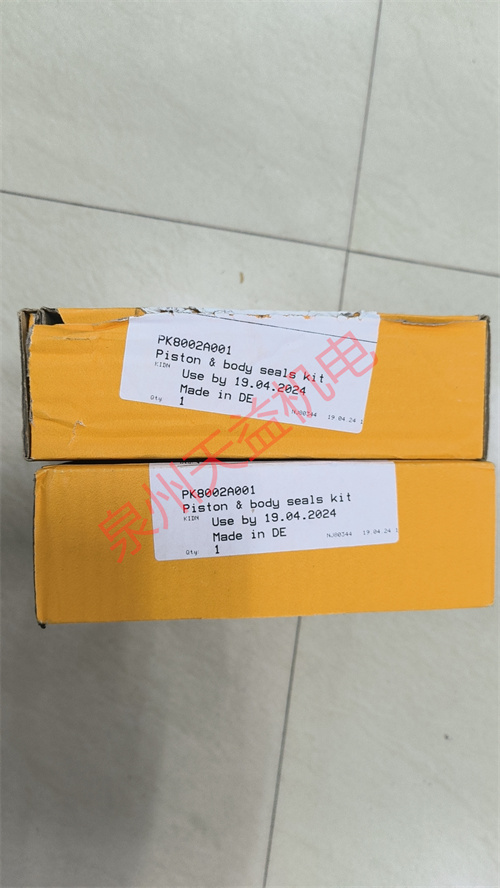 PK8002A001
Piston & body seals kit
KIDN
Use by 19.04.2024
Made in DE
Qty 1
NJ00344 19.04.24 1
PK8002A001
Piston & body seals kit
KIDN
Use by 19.04.2024
Made in DE
Qty 1
NJ00344 19.04.24 1
泉州天益机电